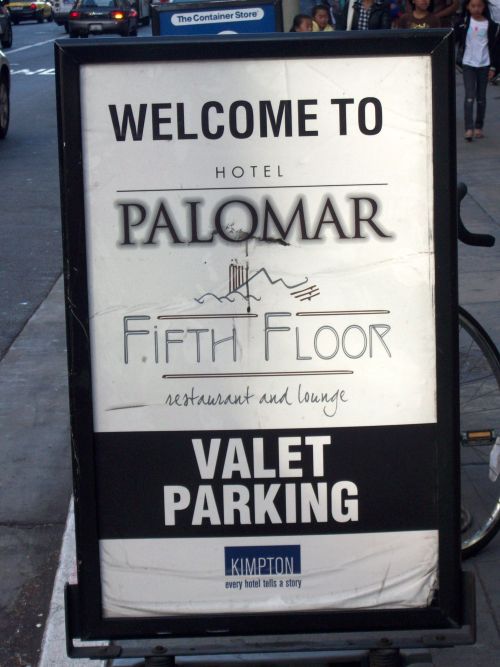 The Container Store
WELCOME TO
HOTEL
PALOMAR
FIFTH FLOOR
restaurant and lounge
VALET
PARKING
KIMPTON
every hotel tells a story